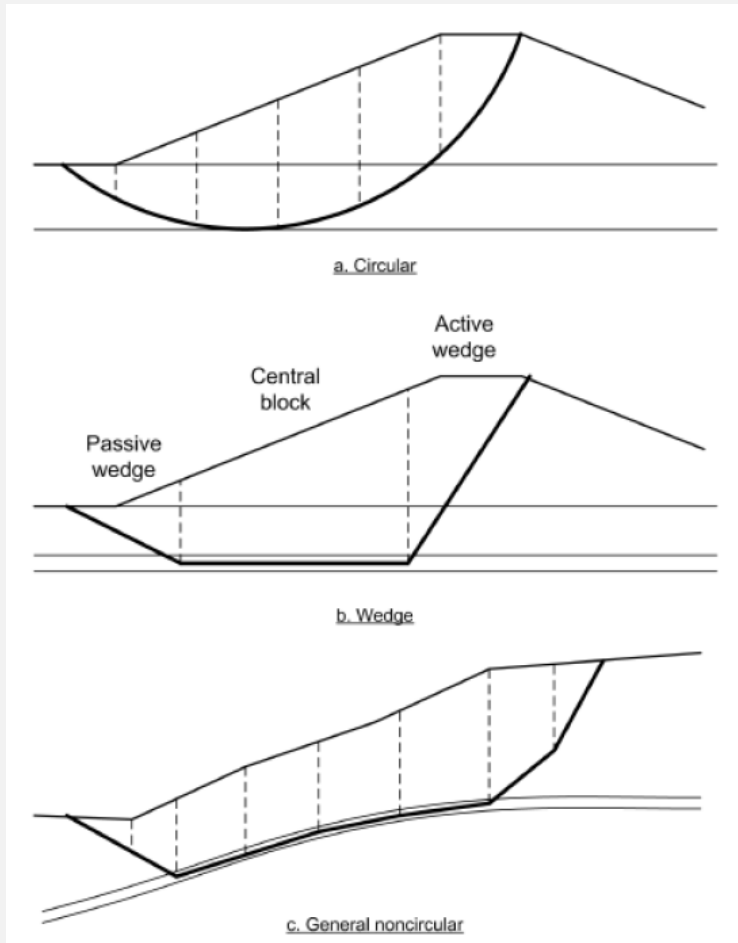 a. Circular
Active
wedge
Central
block
Passive
wedge
b. Wedge
c. General noncircular